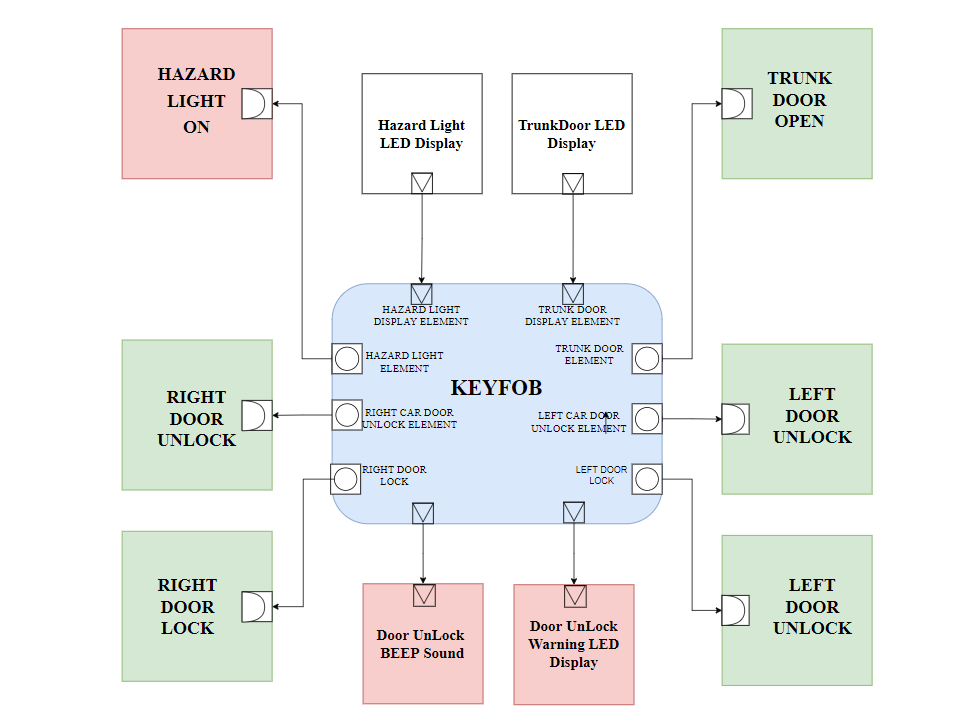 HAZARD
LIGHT
ON
Hazard Light
LED Display
TrunkDoor LED
Display
TRUNK
DOOR
OPEN
HAZARD LIGHT
DISPLAY ELEMENT
TRUNK DOOR
DISPLAY ELEMENT
HAZARD LIGHT
ELEMENT
TRUNK DOOR
ELEMENT
KEYFOB
RIGHT
DOOR
UNLOCK
RIGHT CAR DOOR
UNLOCK ELEMENT
LEFT CAR DOOR
UNLOCK ELEMENT
LEFT
DOOR
UNLOCK
RIGHT DOOR
LOCK
LEFT DOOR
LOCK
RIGHT
DOOR
LOCK
Door UnLock
BEEP Sound
Door UnLock
Warning LED
Display
LEFT
DOOR
UNLOCK